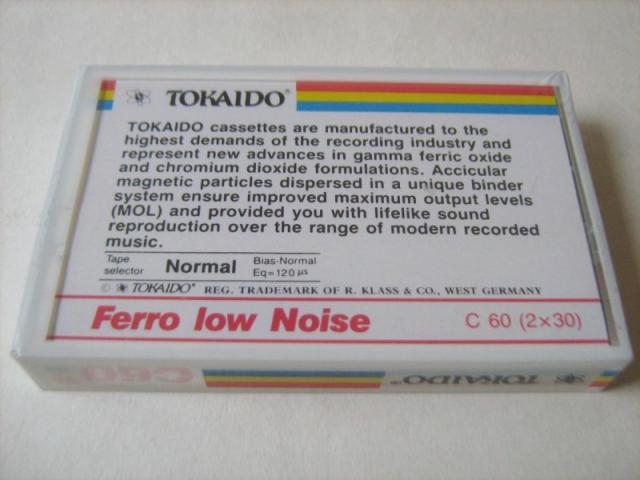 TOKAIDO®
TOKAIDO cassettes are manufactured to the
highest demands of the recording industry and
represent new advances in gamma ferric oxide
and chromium dioxide formulations. Accicular
magnetic particles dispersed in a unique binder
system ensure improved maximum output levels
(MOL) and provided you with lifelike sound
reproduction over the range of modern recorded
music.
Tape selector Normal Bias-Normal Eq=120 µs
© TOKAIDO® REG. TRADEMARK OF R. KLASS & CO., WEST GERMANY
Ferro low Noise C 60 (2×30)
C60 TOKAIDO®